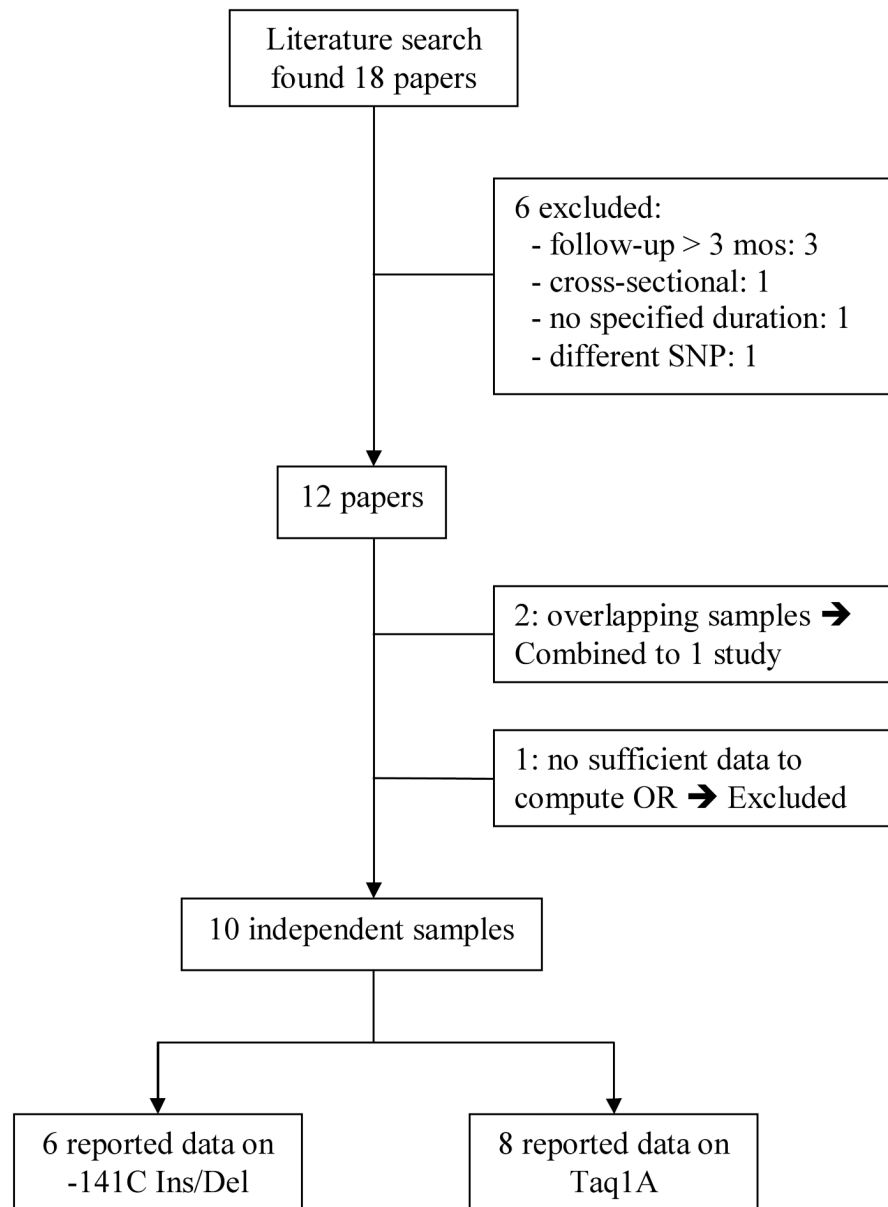 Literature search
found 18 papers
6 excluded:
- follow-up > 3 mos: 3
- cross-sectional: 1
- no specified duration: 1
- different SNP: 1
12 papers
2: overlapping samples ➔
Combined to 1 study
1: no sufficient data to
compute OR ➔ Excluded
10 independent samples
6 reported data on
-141C Ins/Del
8 reported data on
Taq1A